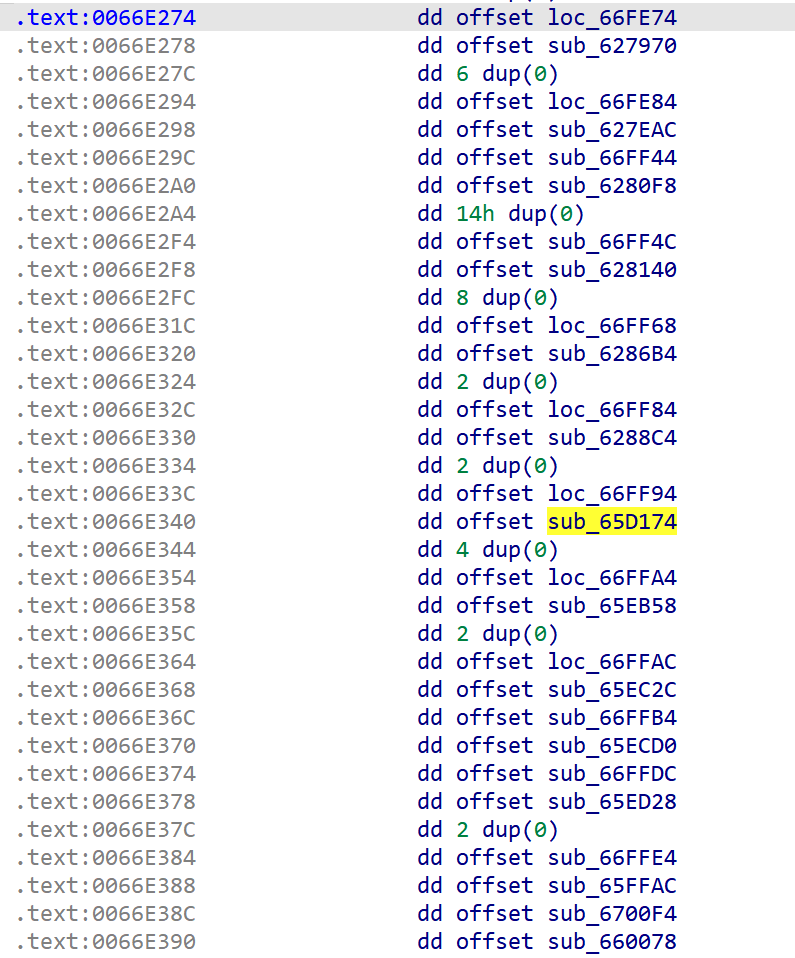 .text:0066E274 dd offset loc_66FE74
.text:0066E278 dd offset sub_627970
.text:0066E27C dd 6 dup(0)
.text:0066E294 dd offset loc_66FE84
.text:0066E298 dd offset sub_627EAC
.text:0066E29C dd offset sub_66FF44
.text:0066E2A0 dd offset sub_6280F8
.text:0066E2A4 dd 14h dup(0)
.text:0066E2F4 dd offset sub_66FF4C
.text:0066E2F8 dd offset sub_628140
.text:0066E2FC dd 8 dup(0)
.text:0066E31C dd offset loc_66FF68
.text:0066E320 dd offset sub_6286B4
.text:0066E324 dd 2 dup(0)
.text:0066E32C dd offset loc_66FF84
.text:0066E330 dd offset sub_6288C4
.text:0066E334 dd 2 dup(0)
.text:0066E33C dd offset loc_66FF94
.text:0066E340 dd offset sub_65D174
.text:0066E344 dd 4 dup(0)
.text:0066E354 dd offset loc_66FFA4
.text:0066E358 dd offset sub_65EB58
.text:0066E35C dd 2 dup(0)
.text:0066E364 dd offset loc_66FFAC
.text:0066E368 dd offset sub_65EC2C
.text:0066E36C dd offset sub_66FFB4
.text:0066E370 dd offset sub_65ECD0
.text:0066E374 dd offset sub_66FFDC
.text:0066E378 dd offset sub_65ED28
.text:0066E37C dd 2 dup(0)
.text:0066E384 dd offset sub_66FFE4
.text:0066E388 dd offset sub_65FFAC
.text:0066E38C dd offset sub_6700F4
.text:0066E390 dd offset sub_660078